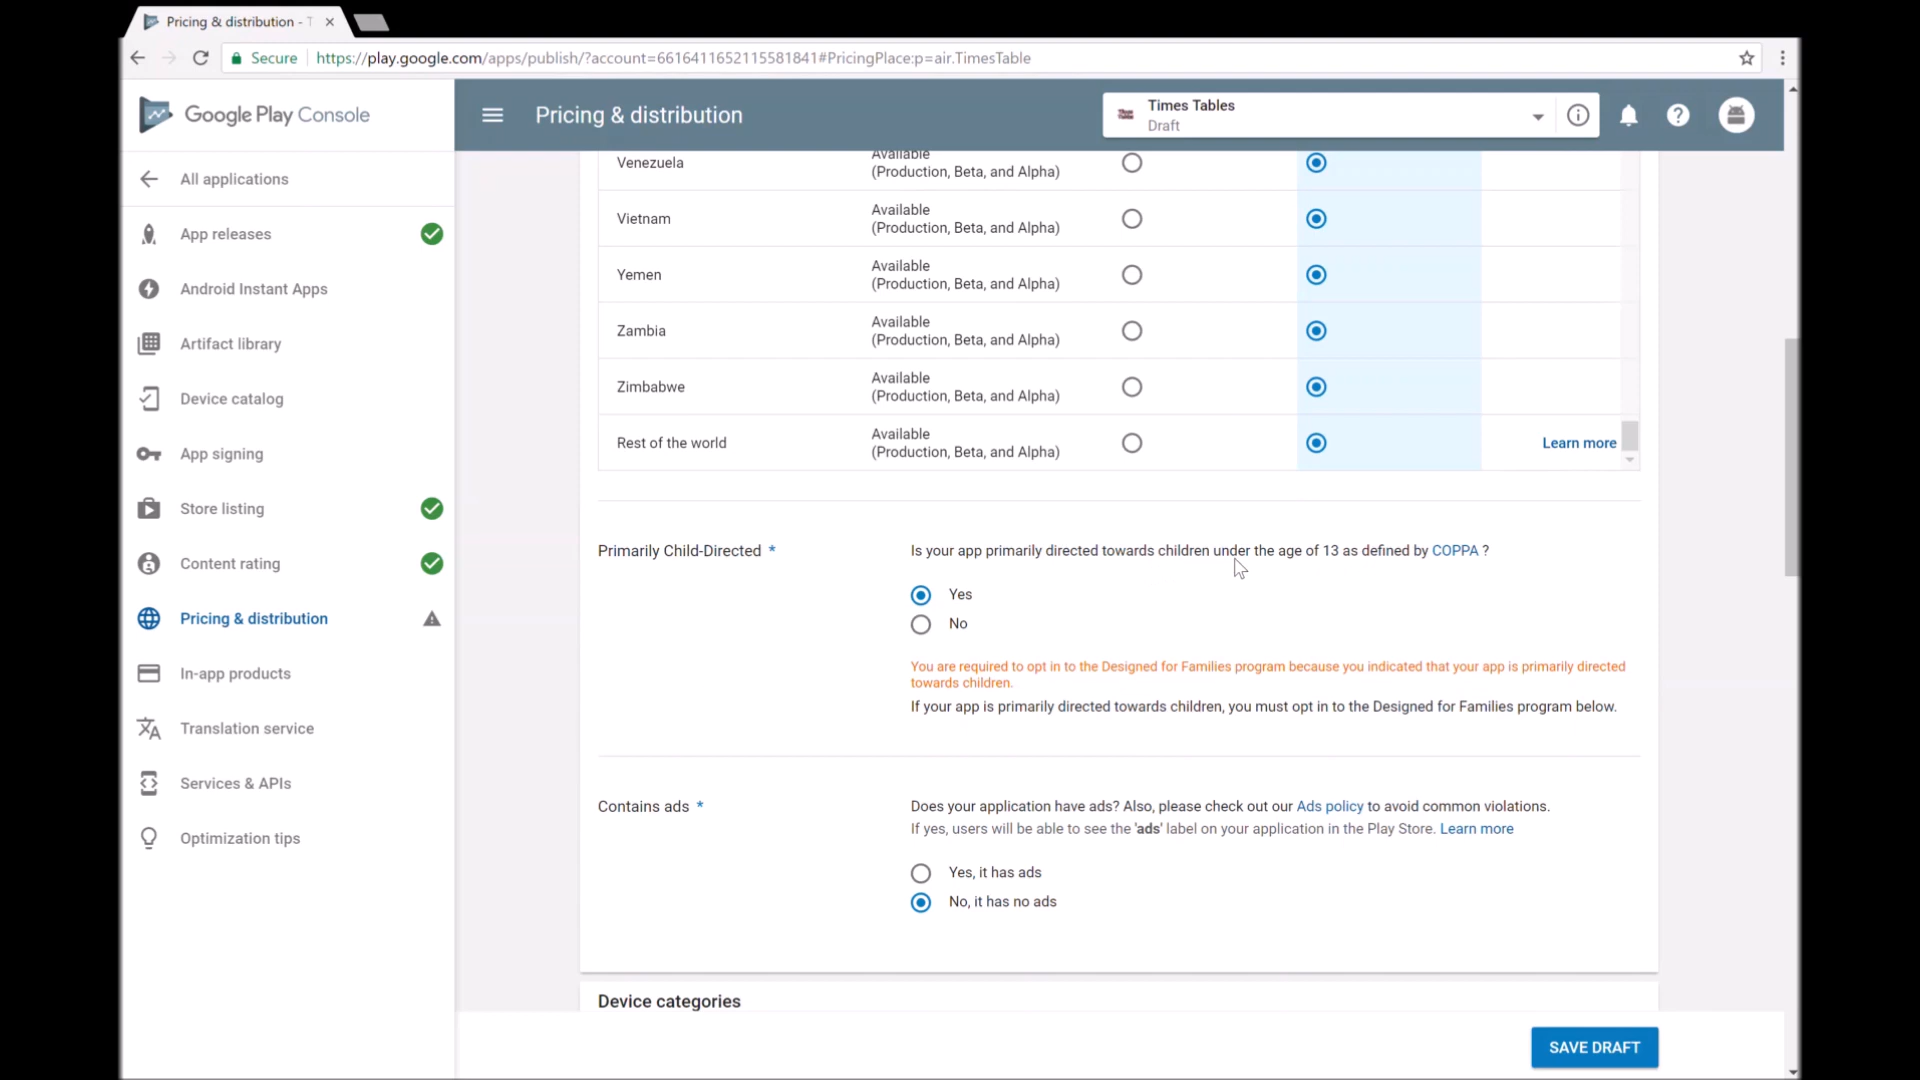 Pricing & distribution - T
Secure https://play.google.com/apps/publish/?account=6616411652115581841#PricingPlace:p=air.TimesTable
Google Play Console
Pricing & distribution
Times Tables
Draft
All applications
App releases
Android Instant Apps
Artifact library
Device catalog
App signing
Store listing
Content rating
Pricing & distribution
In-app products
Translation service
Services & APIs
Optimization tips
Venezuela
Available
(Production, Beta, and Alpha)
Vietnam
Available
(Production, Beta, and Alpha)
Yemen
Available
(Production, Beta, and Alpha)
Zambia
Available
(Production, Beta, and Alpha)
Zimbabwe
Available
(Production, Beta, and Alpha)
Rest of the world
Available
(Production, Beta, and Alpha)
Learn more
Primarily Child-Directed *
Is your app primarily directed towards children under the age of 13 as defined by COPPA ?
Yes
No
You are required to opt in to the Designed for Families program because you indicated that your app is primarily directed
towards children.
If your app is primarily directed towards children, you must opt in to the Designed for Families program below.
Contains ads *
Does your application have ads? Also, please check out our Ads policy to avoid common violations.
If yes, users will be able to see the 'ads' label on your application in the Play Store. Learn more
Yes, it has ads
No, it has no ads
Device categories
SAVE DRAFT